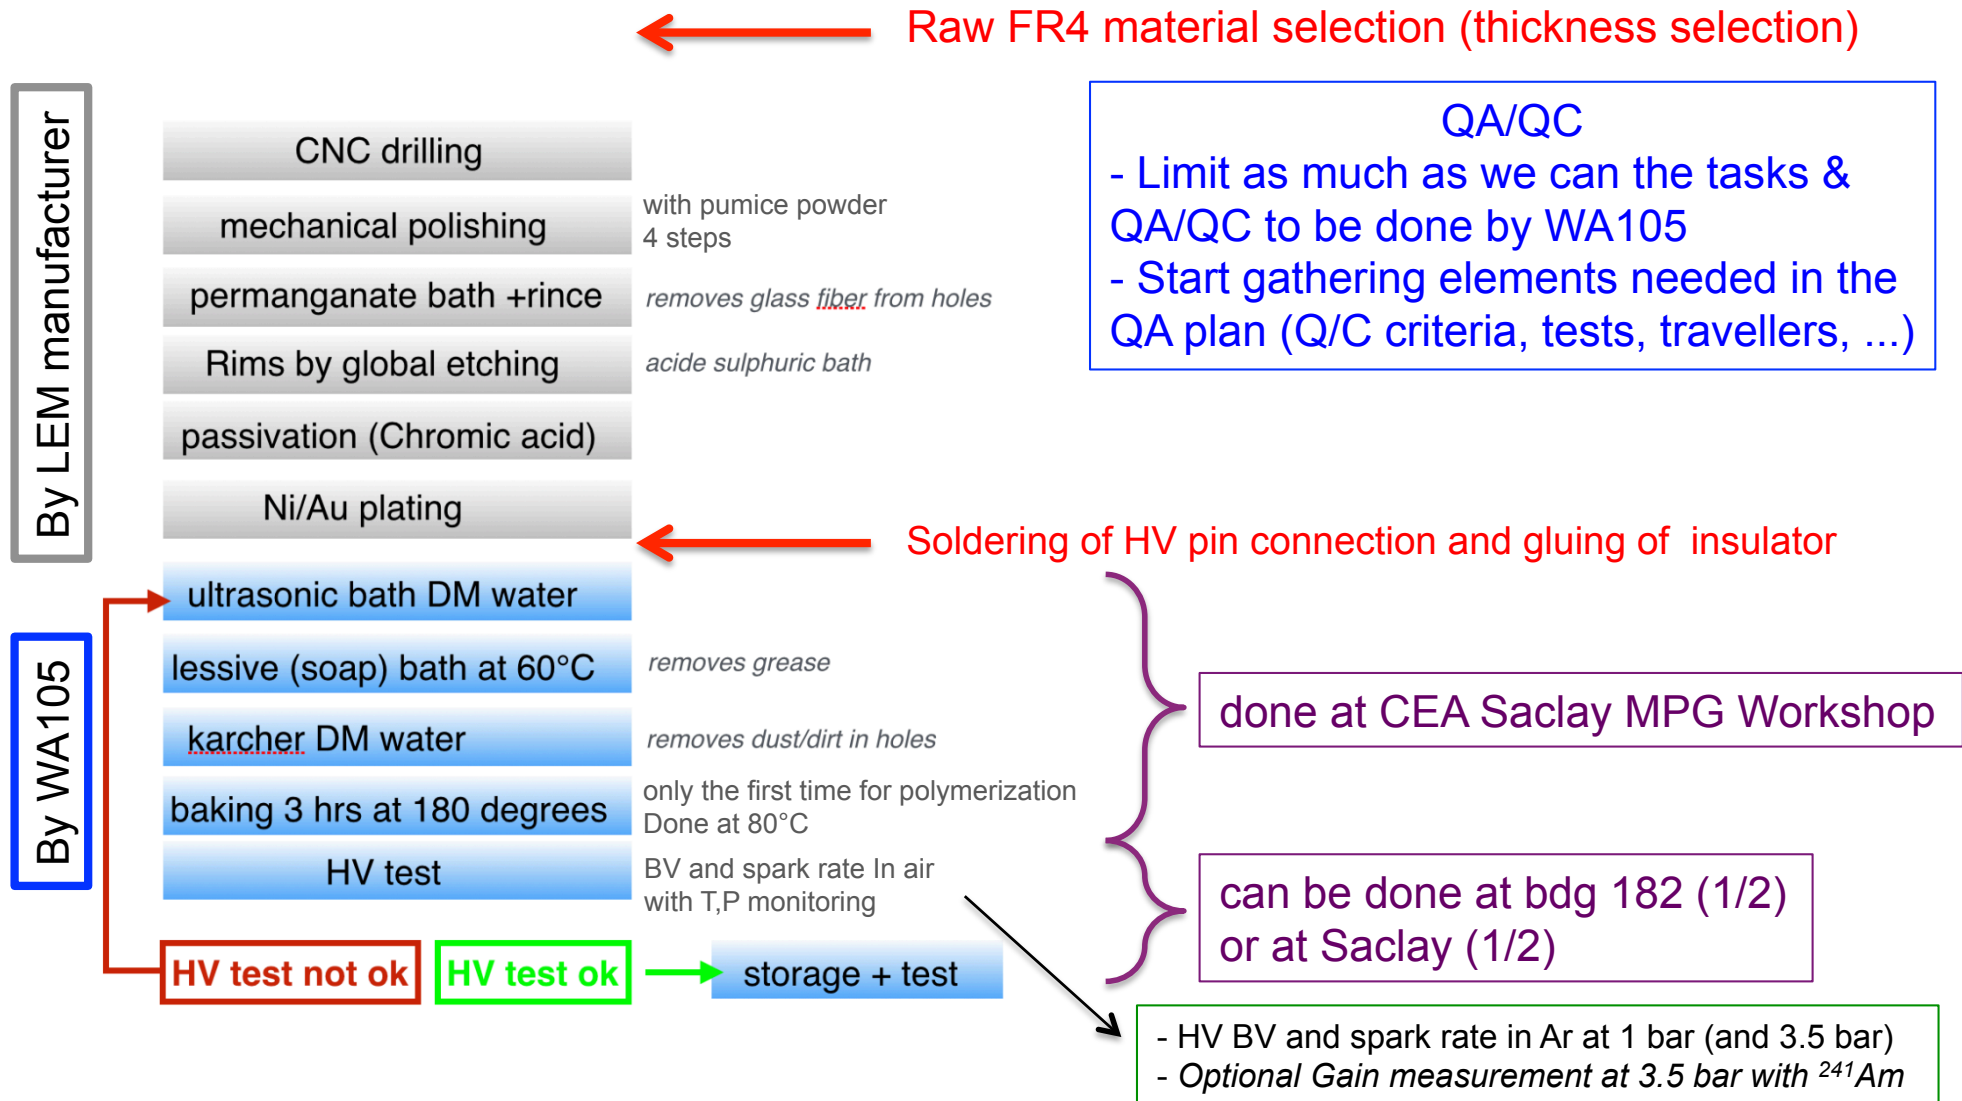 Raw FR4 material selection (thickness selection)
By LEM manufacturer
CNC drilling
mechanical polishing
with pumice powder
4 steps
permanganate bath +rince
removes glass fiber from holes
Rims by global etching
acide sulphuric bath
passivation (Chromic acid)
Ni/Au plating
QA/QC
- Limit as much as we can the tasks &
QA/QC to be done by WA105
- Start gathering elements needed in the
QA plan (Q/C criteria, tests, travellers, ...)
Soldering of HV pin connection and gluing of insulator
By WA105
ultrasonic bath DM water
lessive (soap) bath at 60°C
removes grease
karcher DM water
removes dust/dirt in holes
baking 3 hrs at 180 degrees
only the first time for polymerization
Done at 80°C
HV test
BV and spark rate In air
with T,P monitoring
done at CEA Saclay MPG Workshop
can be done at bdg 182 (1/2)
or at Saclay (1/2)
HV test not ok
HV test ok
storage + test
- HV BV and spark rate in Ar at 1 bar (and 3.5 bar)
- Optional Gain measurement at 3.5 bar with ²⁴¹Am